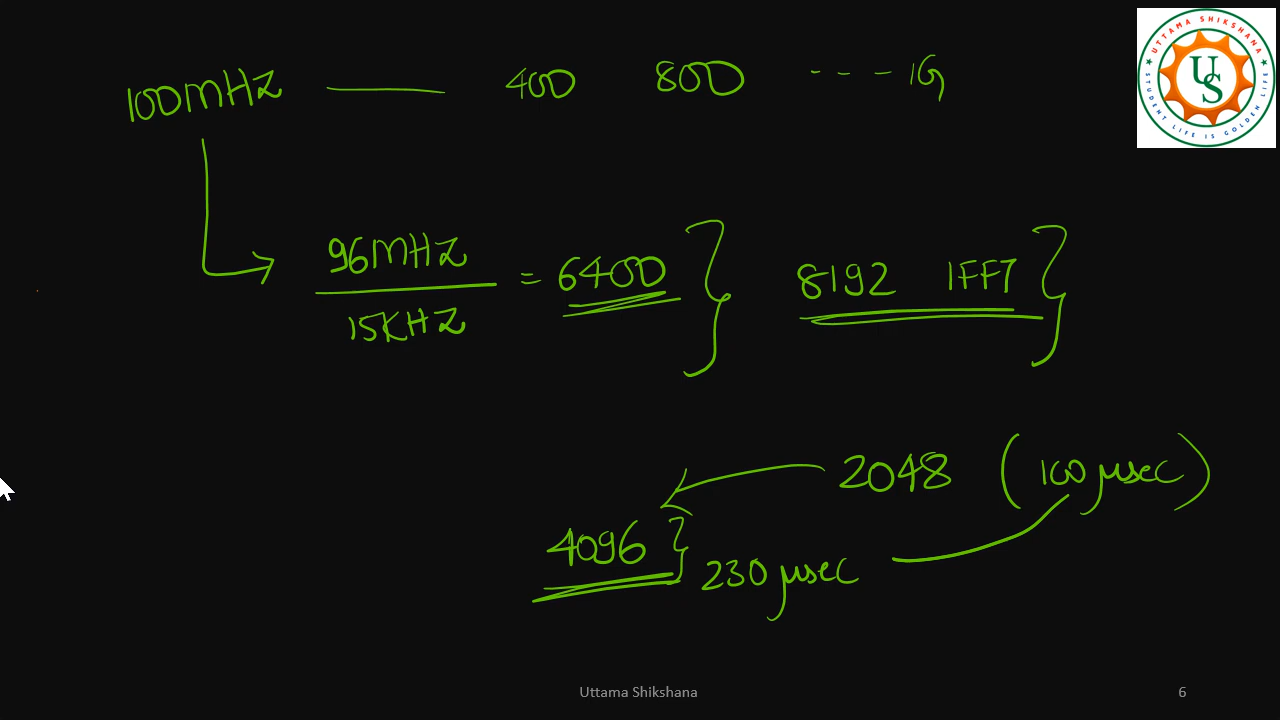 100MHZ —— 400 800 --- 1G
UTTAMA SHIKSHANA
US
STUDENT LIFE IS GOLDEN LIFE
96MHZ
15KHZ
= 6400 } 8192 IFFT }
2048 (100 μsec)
4096 } 230 μsec
Uttama Shikshana 6